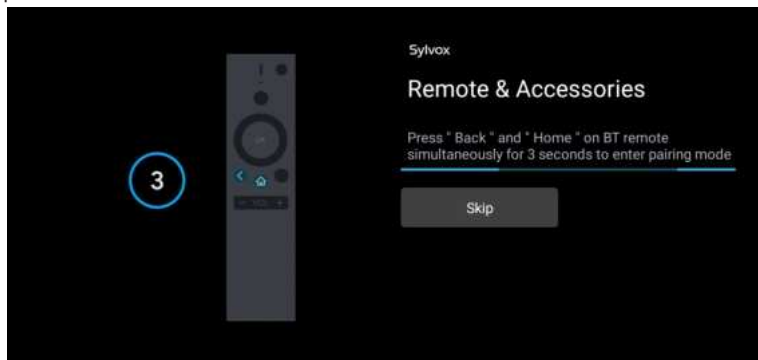 Sylvox
Remote & Accessories
Press " Back " and " Home " on BT remote
simultaneously for 3 seconds to enter pairing mode
3
Skip
- VOL +